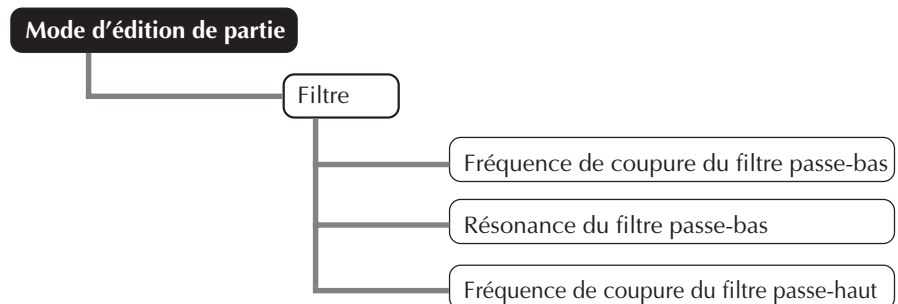 Mode d'édition de partie
Filtre
Fréquence de coupure du filtre passe-bas
Résonance du filtre passe-bas
Fréquence de coupure du filtre passe-haut